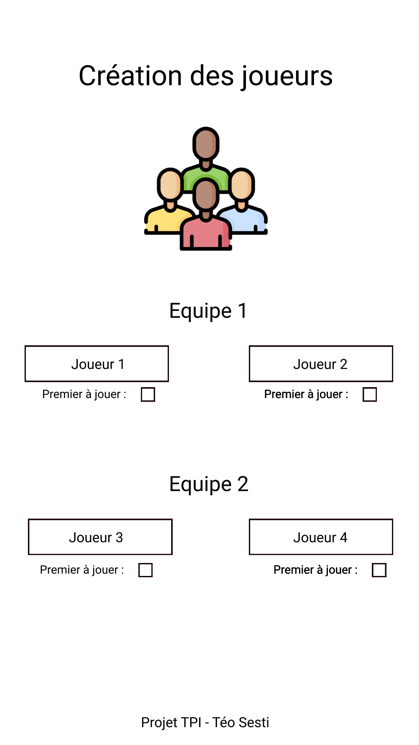 Création des joueurs
Equipe 1
Joueur 1
Joueur 2
Premier à jouer :
Premier à jouer :
Equipe 2
Joueur 3
Joueur 4
Premier à jouer :
Premier à jouer :
Projet TPI - Téo Sesti